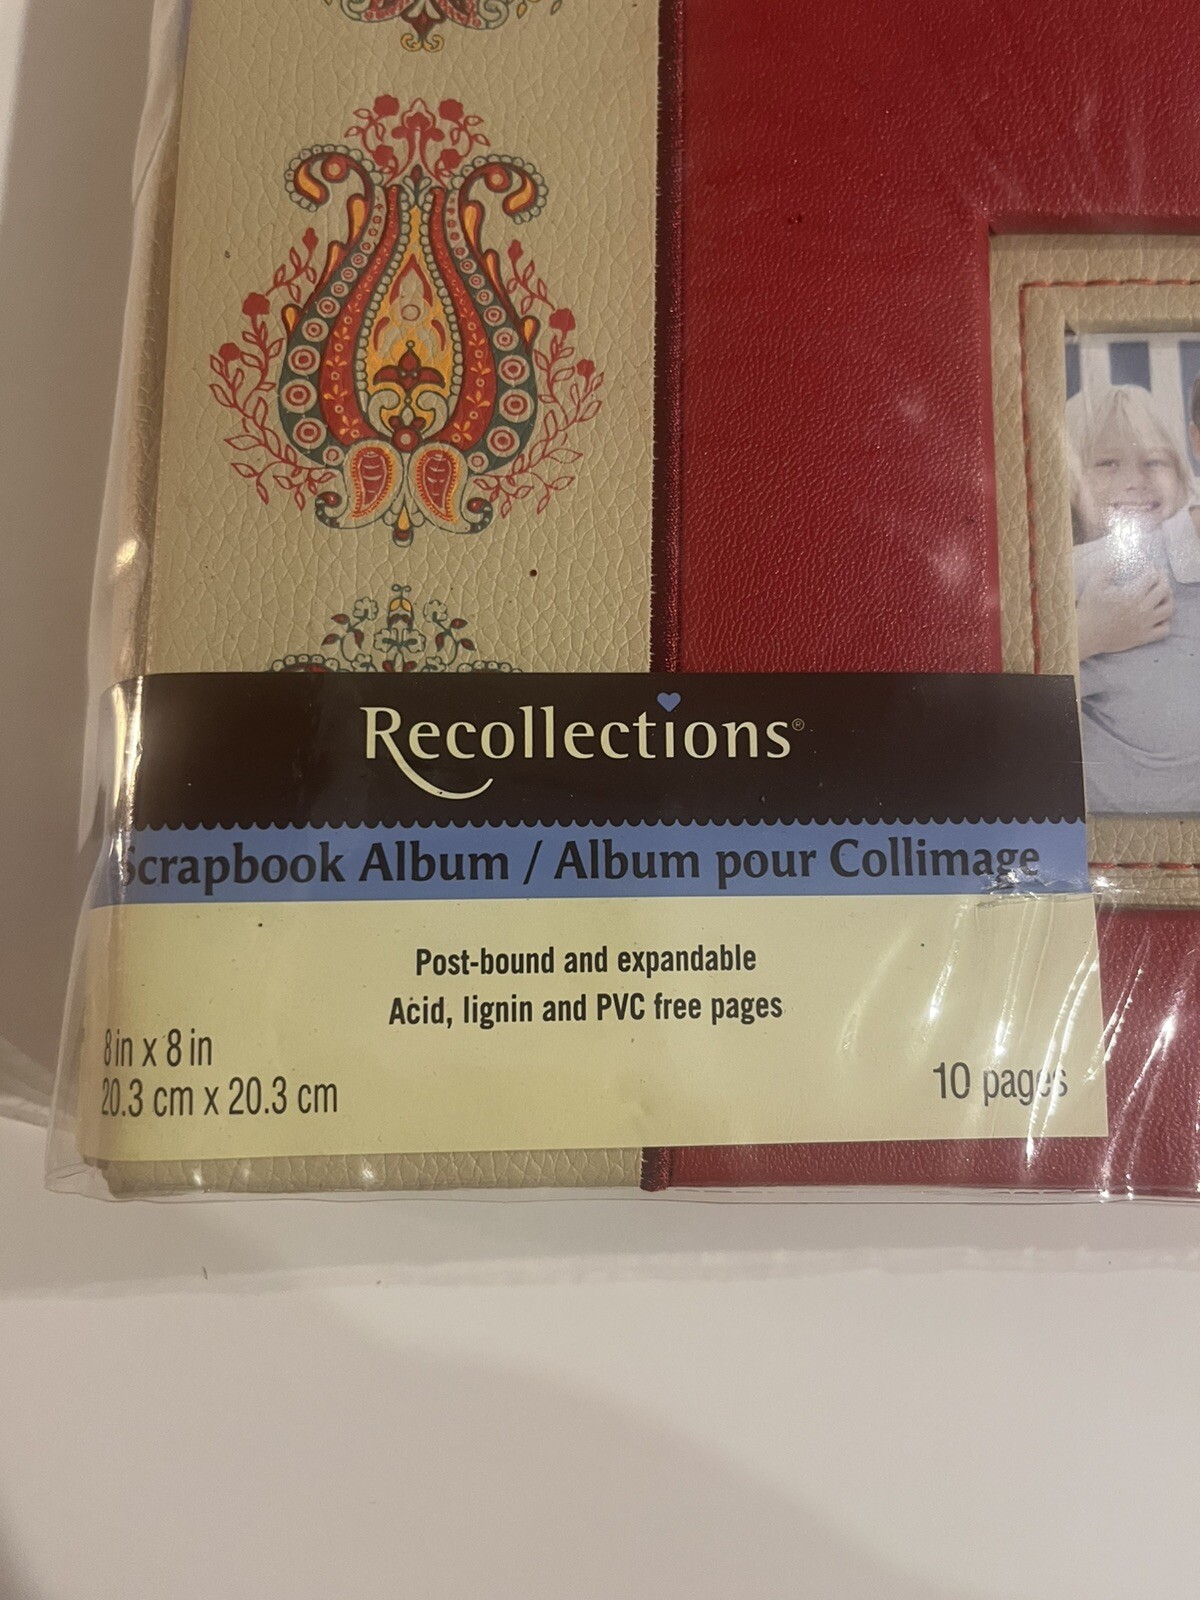 Recollections®
Scrapbook Album / Album pour Collimage
Post-bound and expandable
Acid, lignin and PVC free pages
8 in x 8 in
20.3 cm x 20.3 cm
10 pages